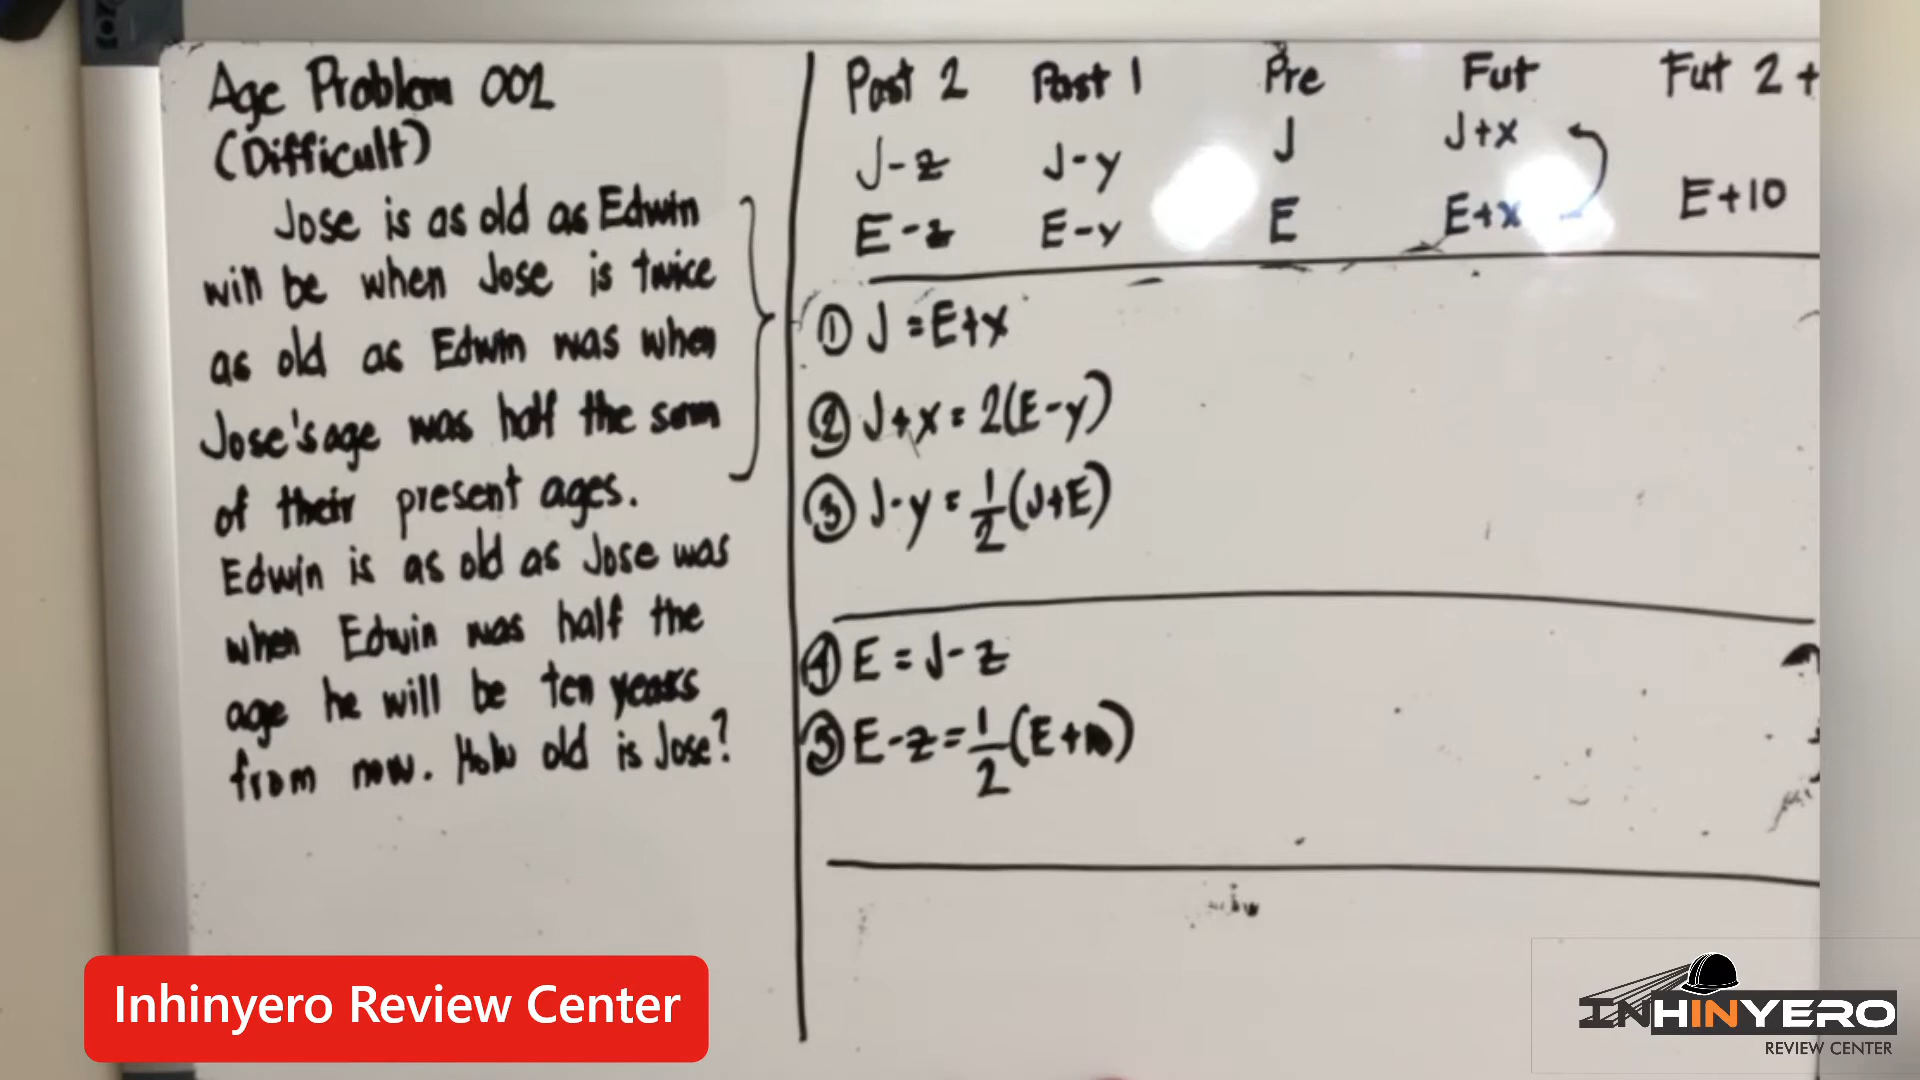 Age Problem 002
(Difficult)
Jose is as old as Edwin
will be when Jose is twice
as old as Edwin was when
Jose's age was half the sum
of their present ages.
Edwin is as old as Jose was
when Edwin was half the
age he will be ten years
from now. How old is Jose?
Past 2 Past 1 Pre Fut Fut 2 +
J-z J-y J J+x
E-z E-y E E+x E+10
① J = E+x
② J+x = 2(E-y)
③ J-y = 1/2 (J+E)
④ E = J-z
⑤ E-z = 1/2 (E+10)
Inhinyero Review Center
INHINYERO
REVIEW CENTER